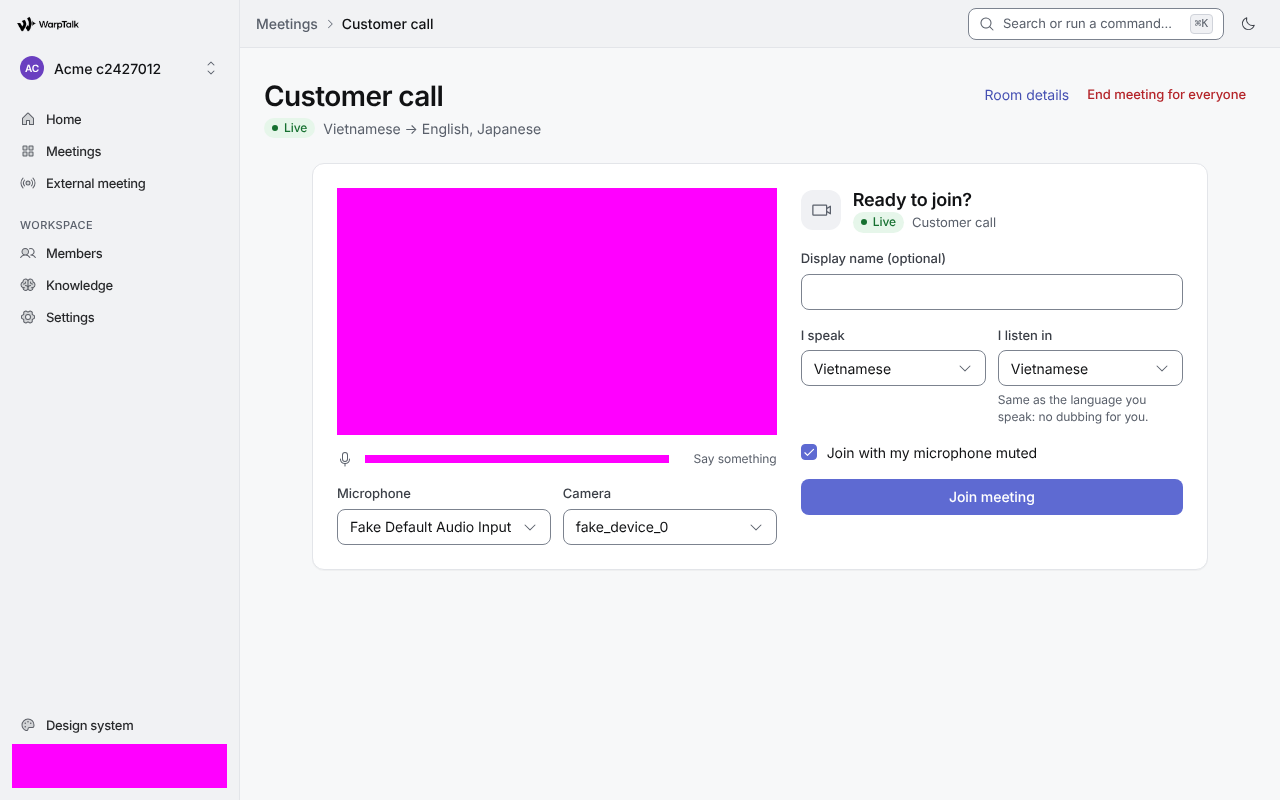 WarpTalk
Meetings > Customer call
Search or run a command...
⌘K
AC
Acme c2427012
Home
Meetings
External meeting
WORKSPACE
Members
Knowledge
Settings
Design system
Customer call
Live
Vietnamese → English, Japanese
Room details
End meeting for everyone
Say something
Microphone
Camera
Fake Default Audio Input
fake_device_0
Ready to join?
Live
Customer call
Display name (optional)
I speak
I listen in
Vietnamese
Vietnamese
Same as the language you
speak: no dubbing for you.
Join with my microphone muted
Join meeting